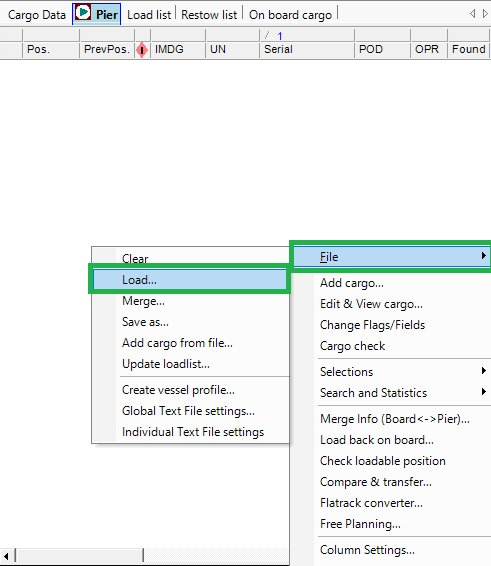 Cargo Data Pier Load list Restow list On board cargo
/ 1
Pos. PrevPos. I IMDG UN Serial POD OPR Found
Clear
Load...
Merge...
Save as...
Add cargo from file...
Update loadlist...
Create vessel profile...
Global Text File settings...
Individual Text File settings
File
Add cargo...
Edit & View cargo...
Change Flags/Fields
Cargo check
Selections
Search and Statistics
Merge Info (Board<->Pier)...
Load back on board...
Check loadable position
Compare & transfer...
Flatrack converter...
Free Planning...
Column Settings...